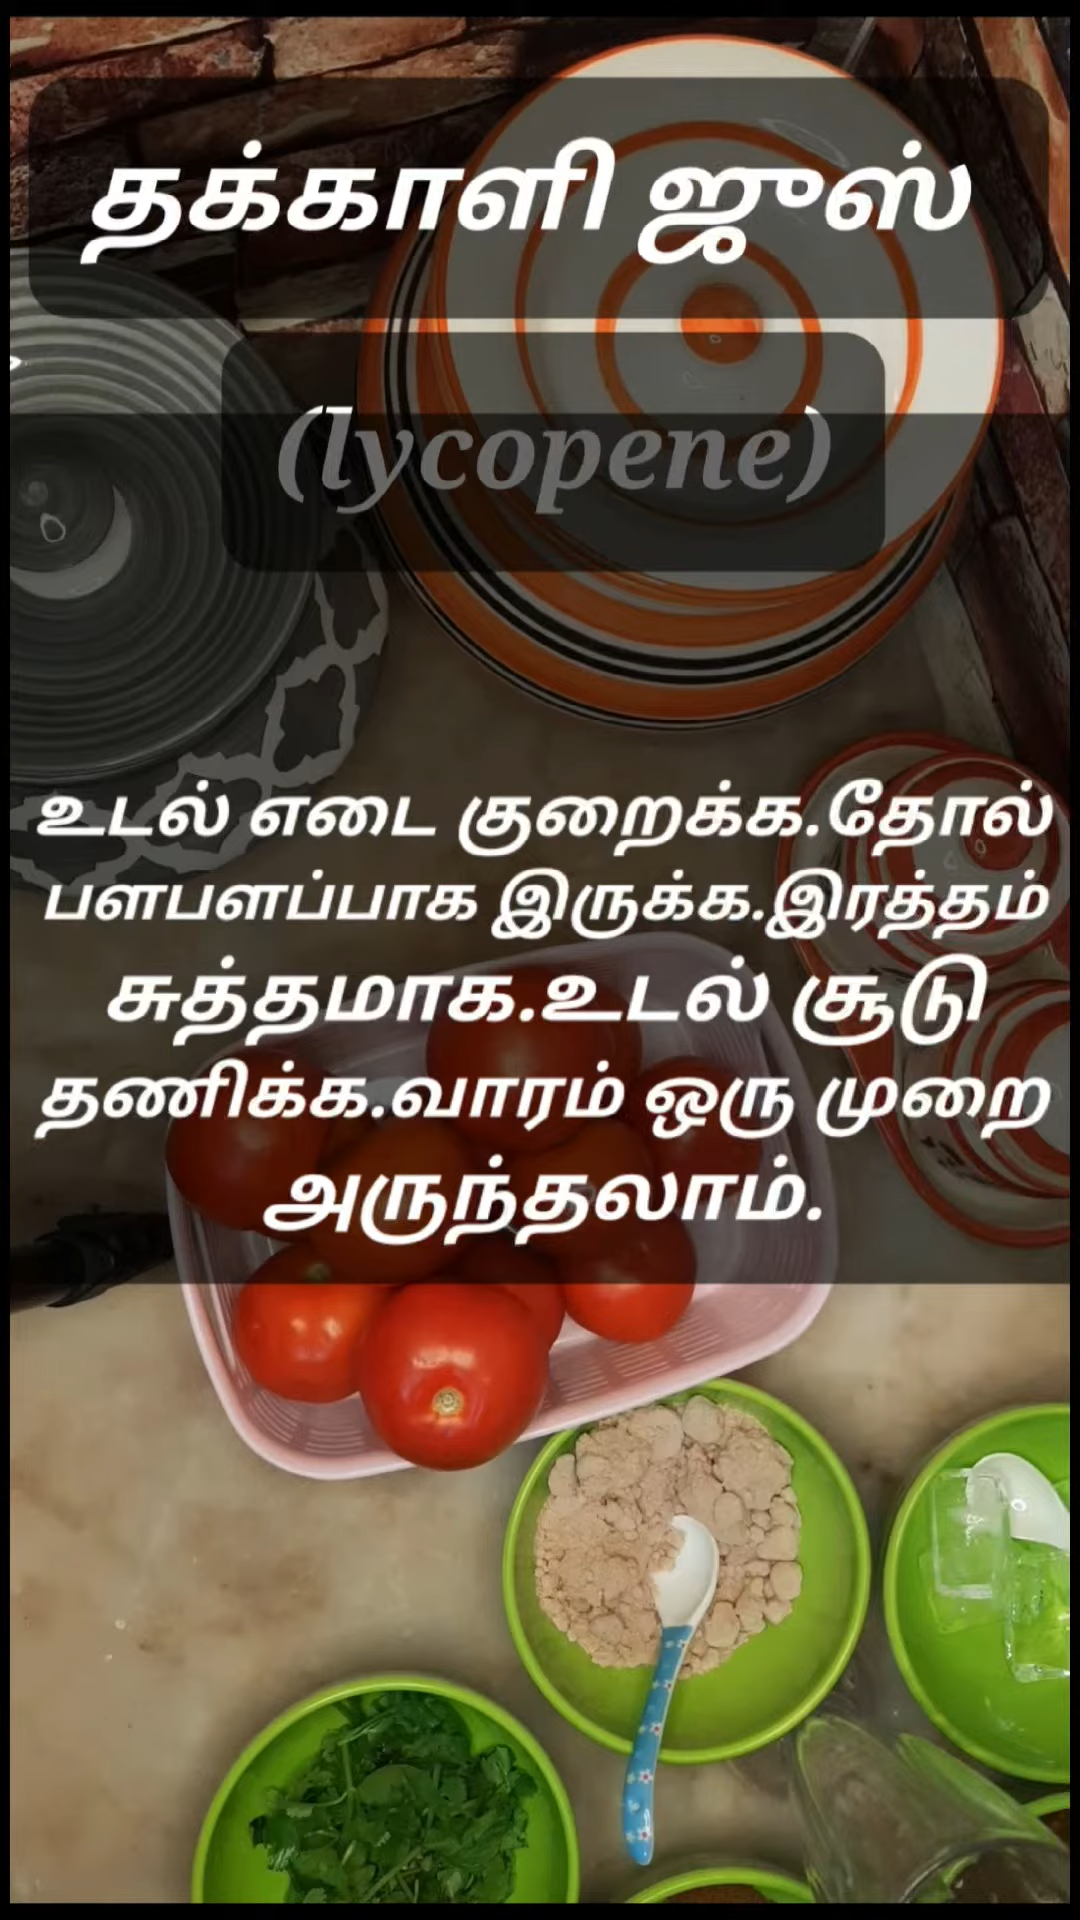 தக்காளி ஜுஸ்
(lycopene)
உடல் எடை குறைக்க.தோல்
பளபளப்பாக இருக்க.இரத்தம்
சுத்தமாக.உடல் சூடு
தணிக்க.வாரம் ஒரு முறை
அருந்தலாம்.